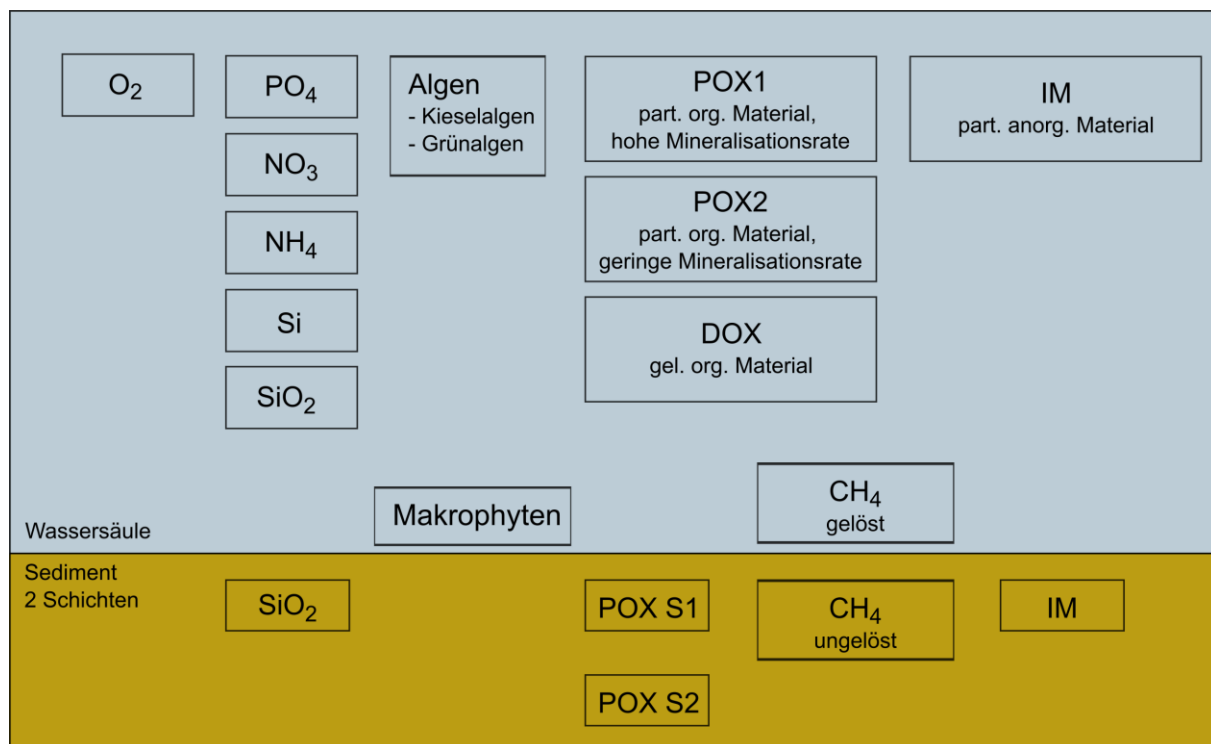 O₂
PO₄
NO₃
NH₄
Si
SiO₂
Algen
- Kieselalgen
- Grünalgen
POX1
part. org. Material,
hohe Mineralisationsrate
POX2
part. org. Material,
geringe Mineralisationsrate
DOX
gel. org. Material
IM
part. anorg. Material
Makrophyten
CH₄
gelöst
Wassersäule
Sediment
2 Schichten
SiO₂
POX S1
POX S2
CH₄
ungelöst
IM